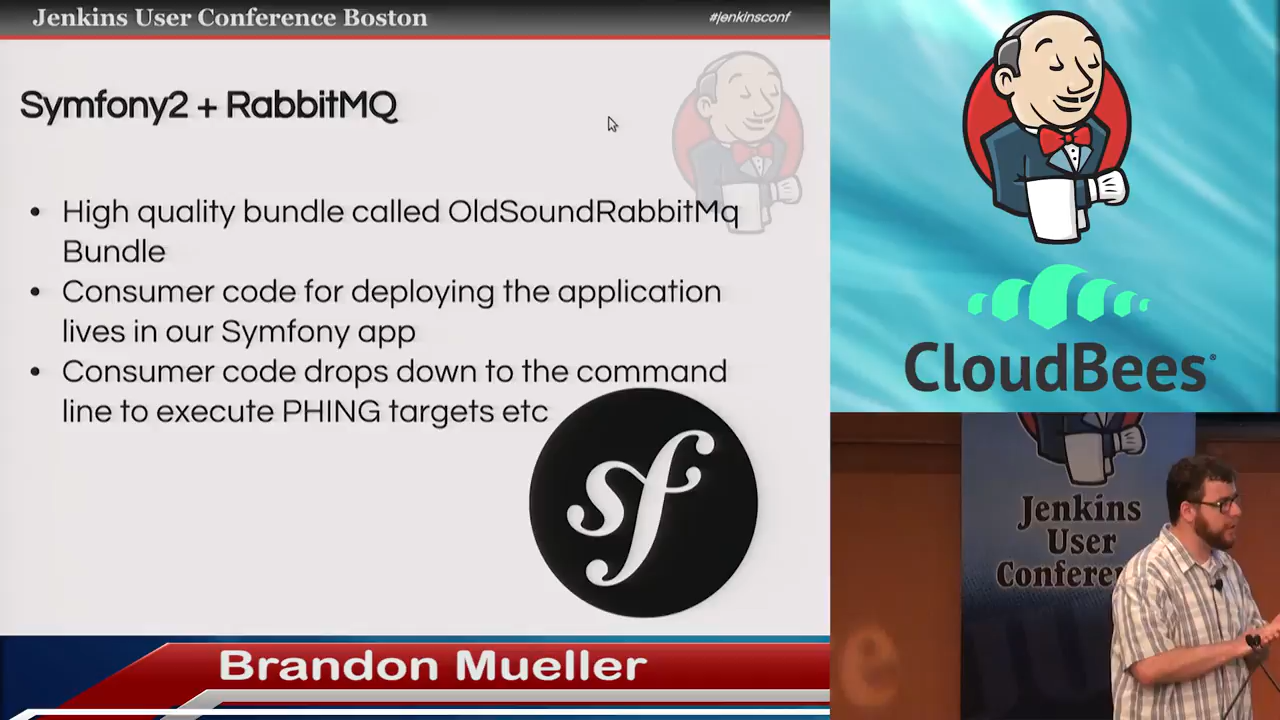 Jenkins User Conference Boston
#jenkinsconf
Symfony2 + RabbitMQ
• High quality bundle called OldSoundRabbitMq
Bundle
• Consumer code for deploying the application
lives in our Symfony app
• Consumer code drops down to the command
line to execute PHING targets etc
sf
Brandon Mueller
CloudBees
Jenkins
User
Conferen
e